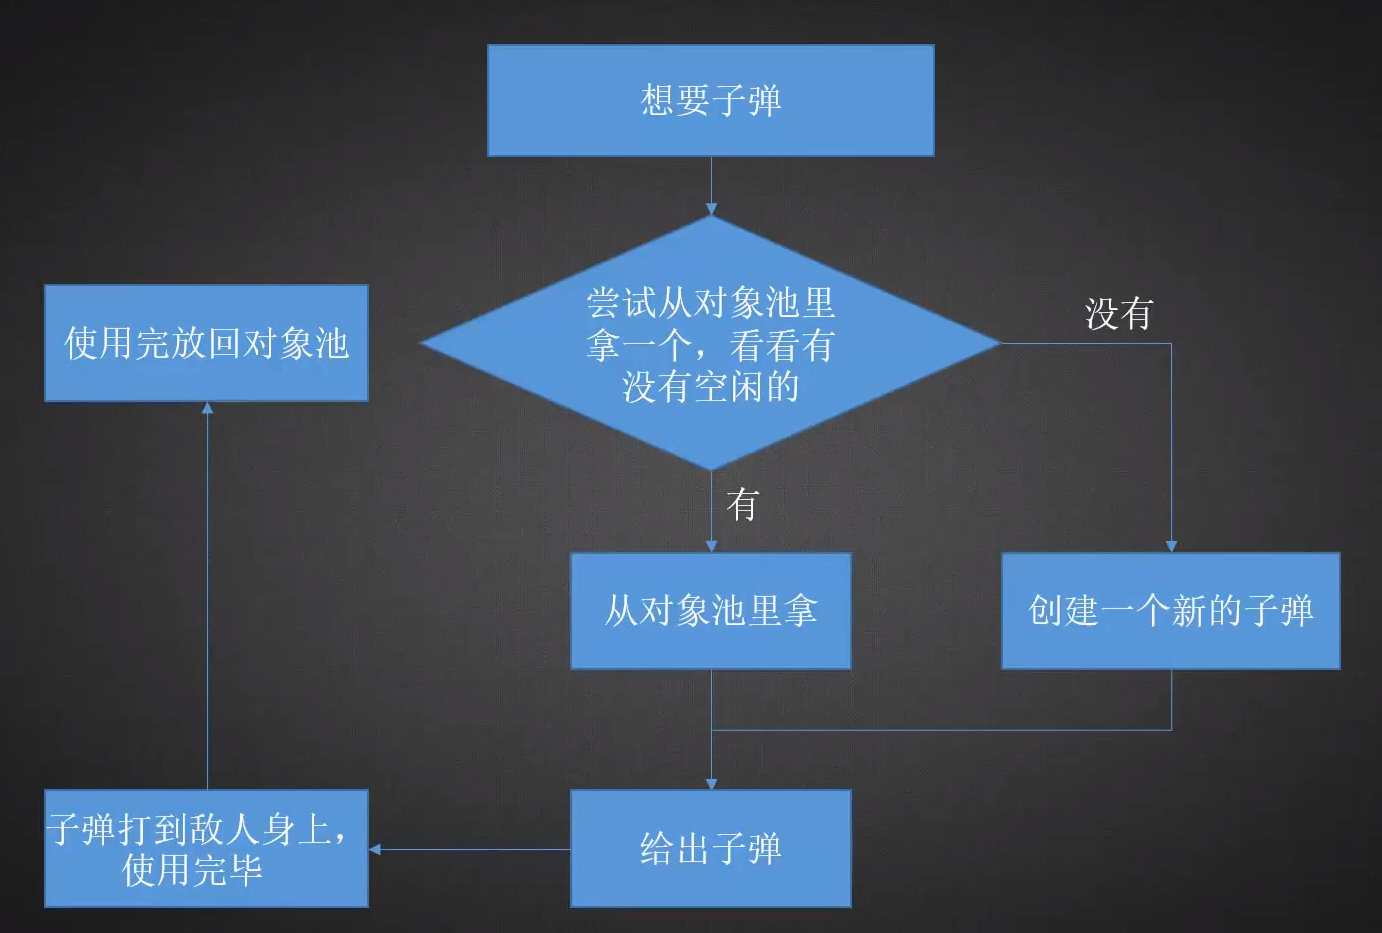 想要子弹
尝试从对象池里
拿一个，看看有
没有空闲的
没有
使用完放回对象池
有
从对象池里拿
创建一个新的子弹
子弹打到敌人身上，
使用完毕
给出子弹